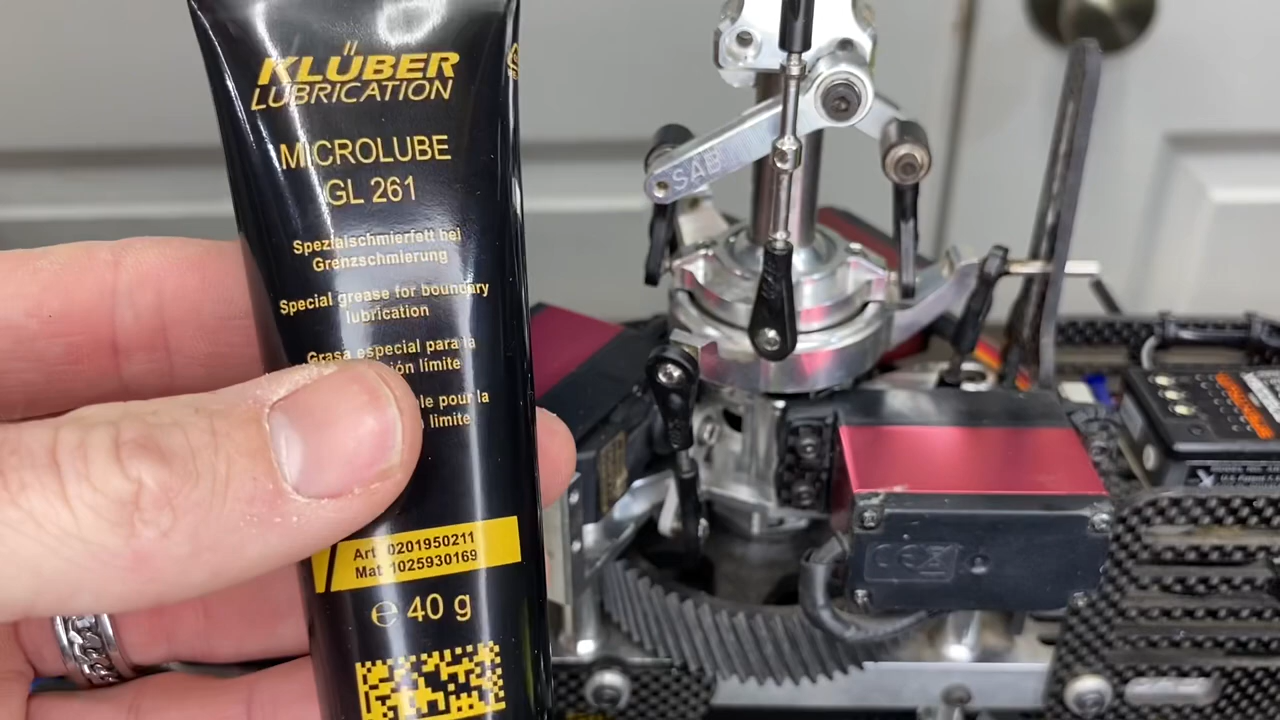 KLÜBER
LUBRICATION
MICROLUBE
GL 261
Spezialschmierfett bei
Grenzschmierung
Special grease for boundary
lubrication
Grasa especial para la
ión límite
le pour la
limite
Art. 0201950211
Mat. 1025930169
℮ 40 g
SAB